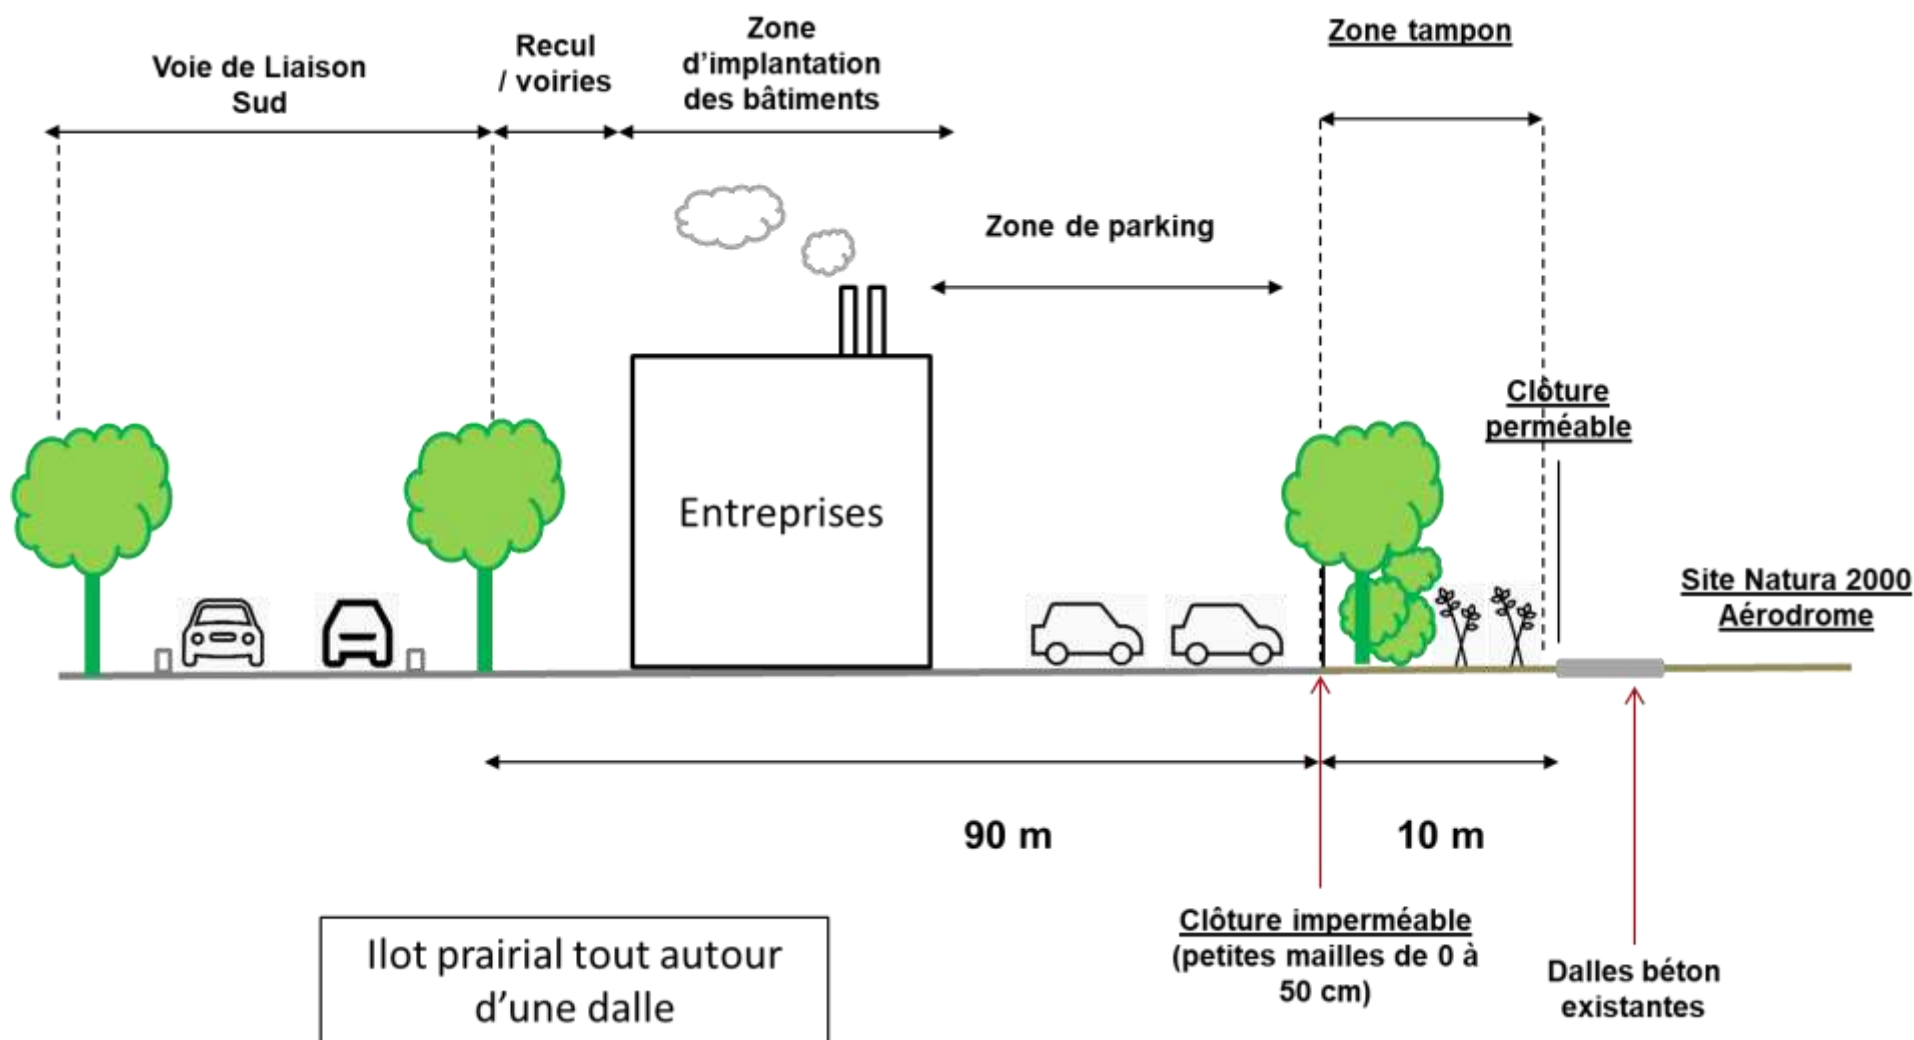 Voie de Liaison
Sud
Recul
/ voiries
Zone
d'implantation
des bâtiments
Zone tampon
Zone de parking
Clôture
perméable
Entreprises
Site Natura 2000
Aérodrome
90 m
10 m
Clôture imperméable
(petites mailles de 0 à
50 cm)
Dalles béton
existantes
Ilot prairial tout autour
d'une dalle